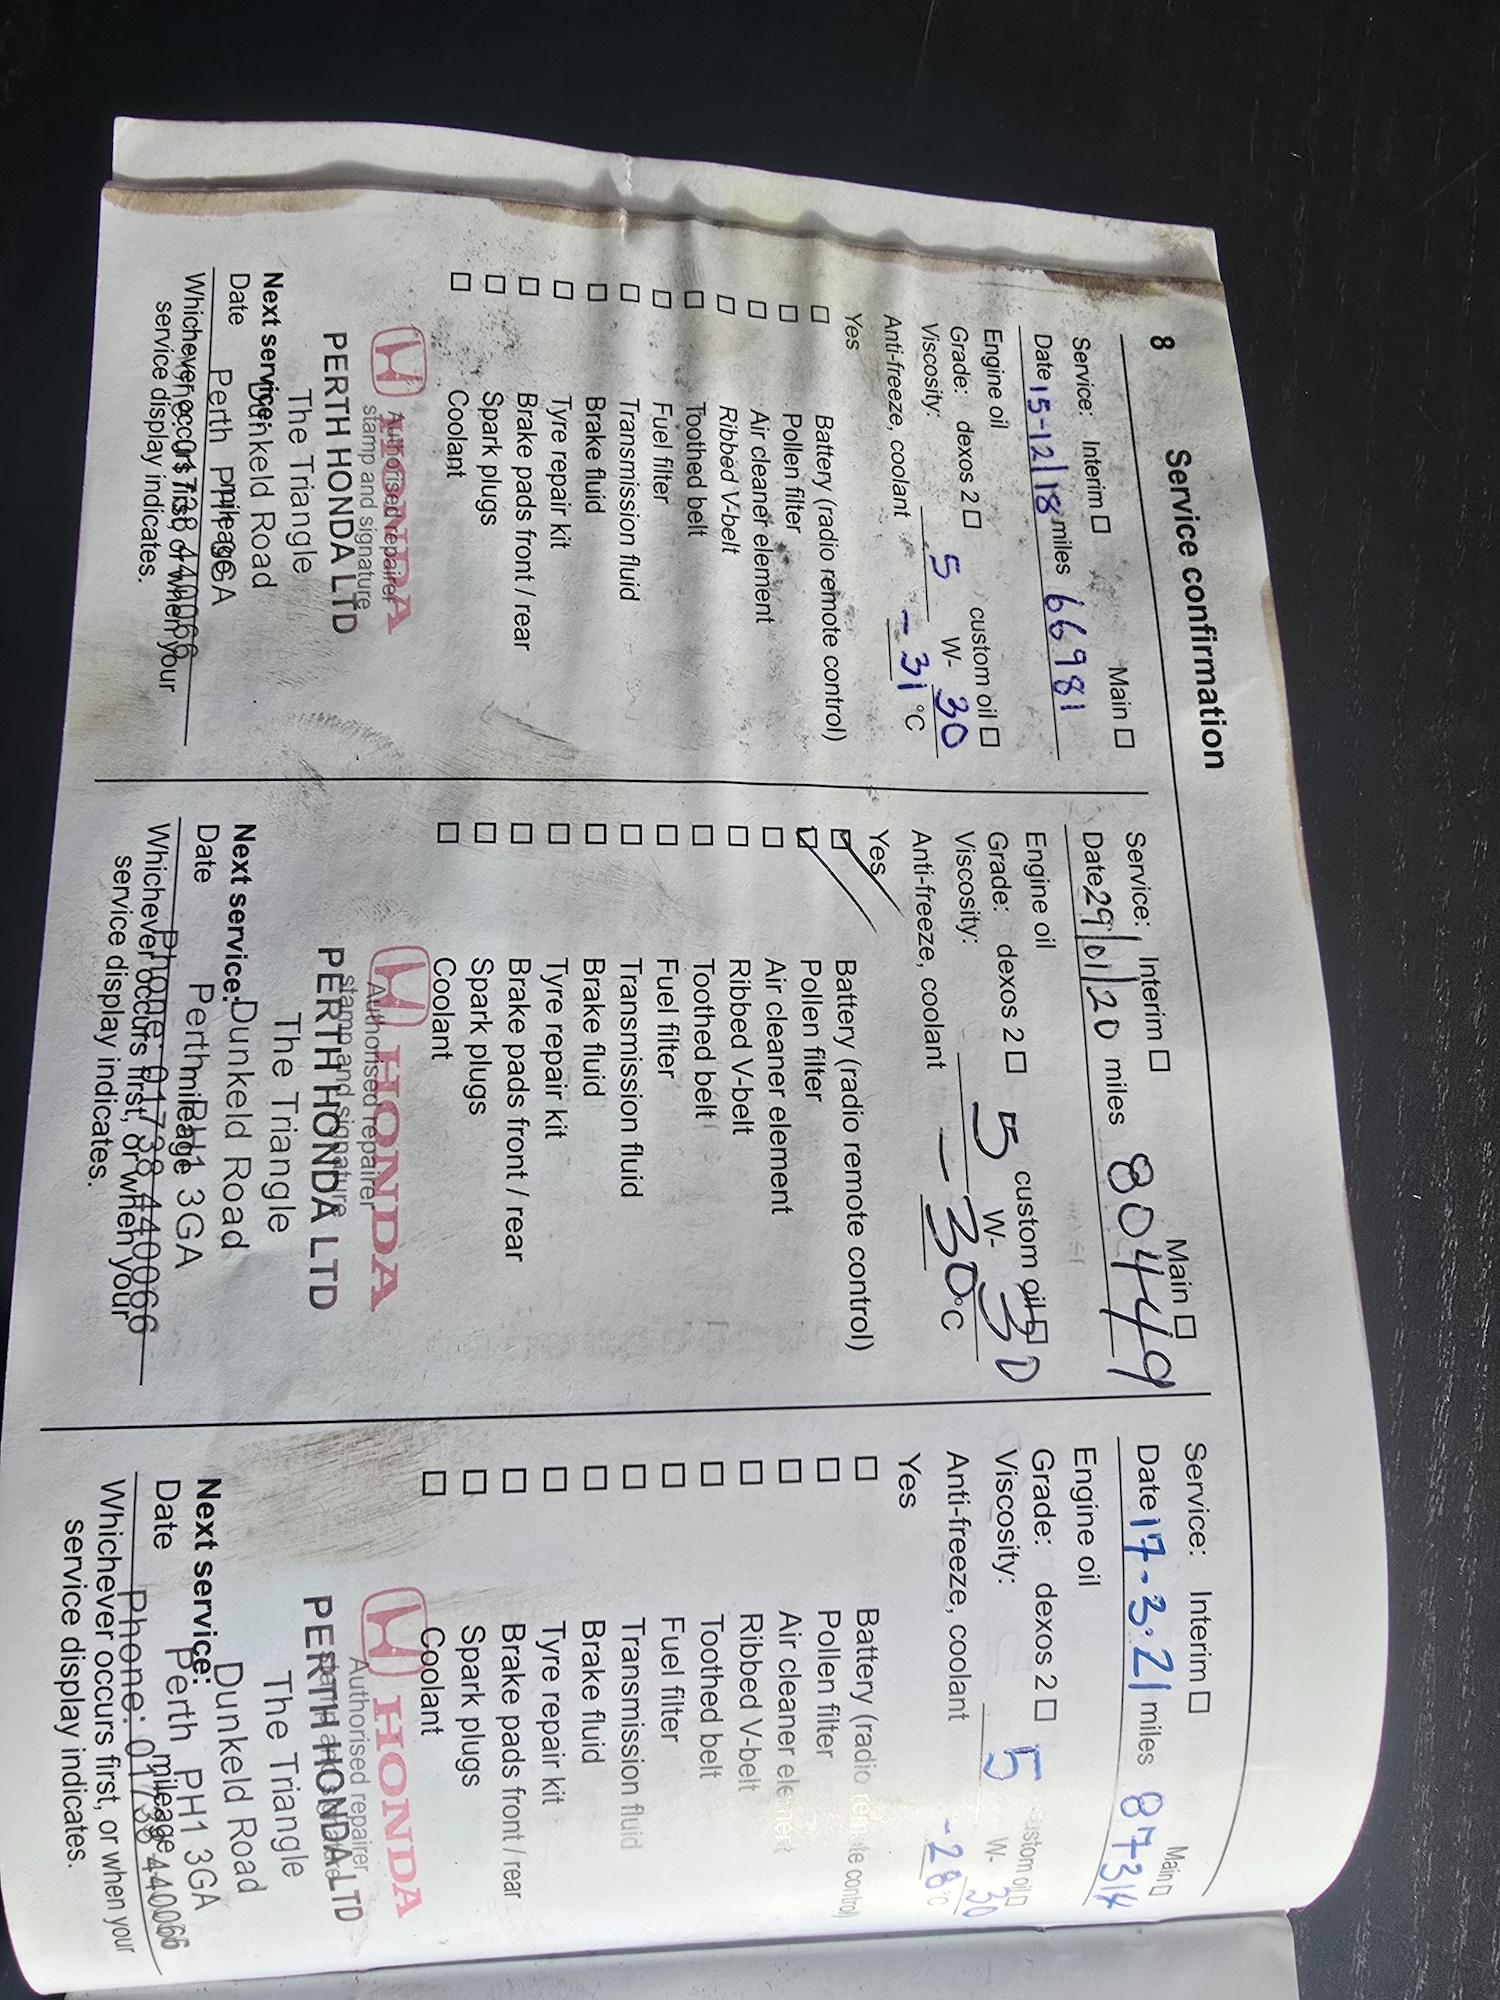 8
Service confirmation
Service: Interim ☐ Main ☐
Date 15-12/18 miles 66981
Engine oil
Grade: dexos 2 ☐ custom oil ☐
Viscosity: 5 W- 30
Anti-freeze, coolant -31 °C
Yes
☐ Battery (radio remote control)
☐ Pollen filter
☐ Air cleaner element
☐ Ribbed V-belt
☐ Toothed belt
☐ Fuel filter
☐ Transmission fluid
☐ Brake fluid
☐ Tyre repair kit
☐ Brake pads front / rear
☐ Spark plugs
☐ Coolant
HONDA
Authorised repairer
stamp and signature
PERTH HONDA LTD
The Triangle
Dunkeld Road
Next service:
Date mileage
Perth
Whichever occurs first, or when your
service display indicates.
Service: Interim ☐ Main ☐
Date 29/01/20 miles 80449
Engine oil
Grade: dexos 2 ☐ custom oil ☐
Viscosity: 5 W- 30
Anti-freeze, coolant -30 °C
Yes
☑ Battery (radio remote control)
☑ Pollen filter
☐ Air cleaner element
☐ Ribbed V-belt
☐ Toothed belt
☐ Fuel filter
☐ Transmission fluid
☐ Brake fluid
☐ Tyre repair kit
☐ Brake pads front / rear
☐ Spark plugs
☐ Coolant
HONDA
Authorised repairer
stamp and signature
PERTH HONDA LTD
The Triangle
Dunkeld Road
Next service:
Perth PH1 3GA
Date mileage
Phone: 01738 440066
Whichever occurs first, or when your
service display indicates.
Service: Interim ☐ Main ☐
Date 17-3-21 miles 87314
Engine oil
Grade: dexos 2 ☐ custom oil ☐
Viscosity: 5 W- 30
Anti-freeze, coolant -28 °C
Yes
☐ Battery (radio remote control)
☐ Pollen filter
☐ Air cleaner element
☐ Ribbed V-belt
☐ Toothed belt
☐ Fuel filter
☐ Transmission fluid
☐ Brake fluid
☐ Tyre repair kit
☐ Brake pads front / rear
☐ Spark plugs
☐ Coolant
HONDA
Authorised repairer
PERTH HONDA LTD
The Triangle
Dunkeld Road
Next service:
Perth PH1 3GA
Date mileage
Phone: 01738 440066
Whichever occurs first, or when your
service display indicates.